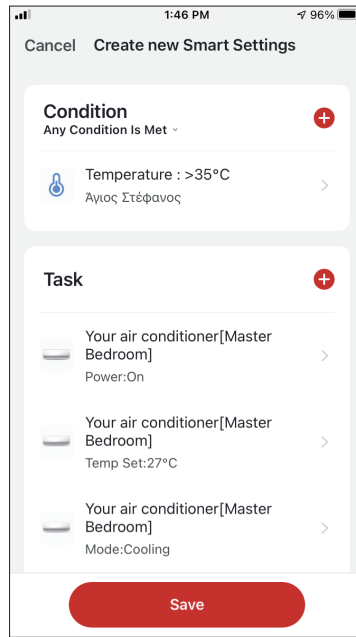 1:46 PM
96%
Cancel
Create new Smart Settings
Condition
Any Condition Is Met
Temperature : >35°C
Άγιος Στέφανος
Task
Your air conditioner[Master
Bedroom]
Power:On
Your air conditioner[Master
Bedroom]
Temp Set:27°C
Your air conditioner[Master
Bedroom]
Mode:Cooling
Save